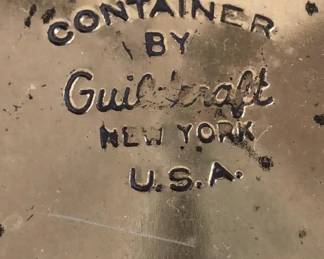 CONTAINER
BY
Guildcraft
NEW YORK
U.S.A.